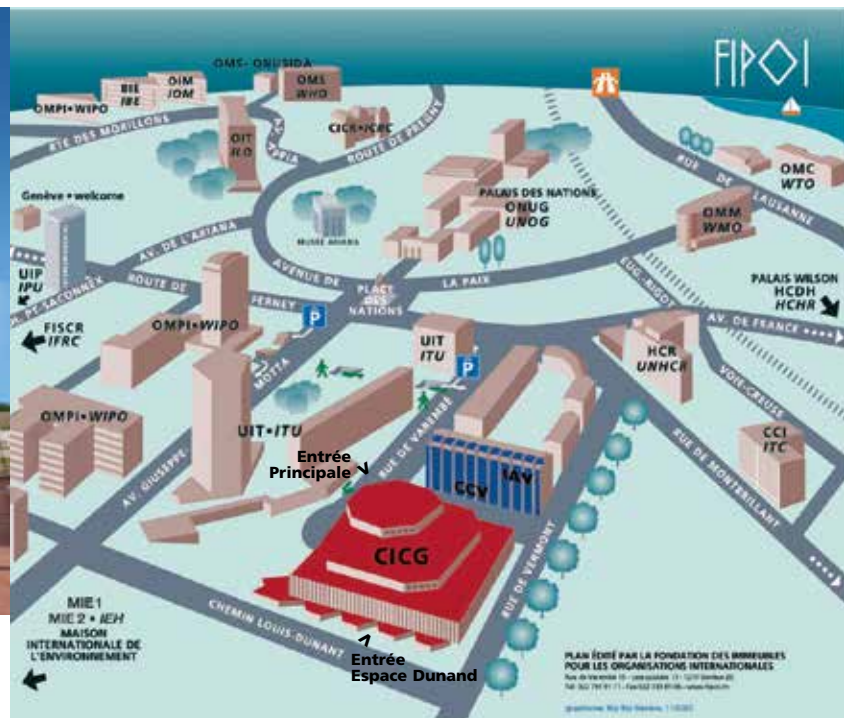 FIPOI
OMS-ONUSIDA
OMS
WHO
OIM
IOM
BIE
IBE
OMPI•WIPO
RTE DES MORILLONS
OIT
ILO
AV. APPIA
CICR•ICRC
ROUTE DE PREGNY
PALAIS DES NATIONS
ONUG
UNOG
OMC
WTO
RUE DE LAUSANNE
OMM
WMO
Genève•welcome
MUSÉE ARIANA
AV. DE L'ARIANA
AVENUE DE LA PAIX
UIP
IPU
ROUTE DE FERNEY
PLACE
DES
NATIONS
EUG.-RIGOT
PALAIS WILSON
HCDH
HCHR
AV. DE FRANCE
FISCR
IFRC
OMPI•WIPO
P
UIT
ITU
P
HCR
UNHCR
VOIE-CREUSE
OMPI•WIPO
AV. GIUSEPPE-MOTTA
UIT•ITU
RUE DE VAREMBÉ
CCI
ITC
RUE DE MONTBRILLANT
Entrée
Principale
CCV
IAV
CICG
RUE DE VERMONT
CHEMIN LOUIS-DUNANT
MIE1
MIE 2 • IEH
MAISON
INTERNATIONALE DE
L'ENVIRONNEMENT
Entrée
Espace Dunand
PLAN ÉDITÉ PAR LA FONDATION DES IMMEUBLES
POUR LES ORGANISATIONS INTERNATIONALES